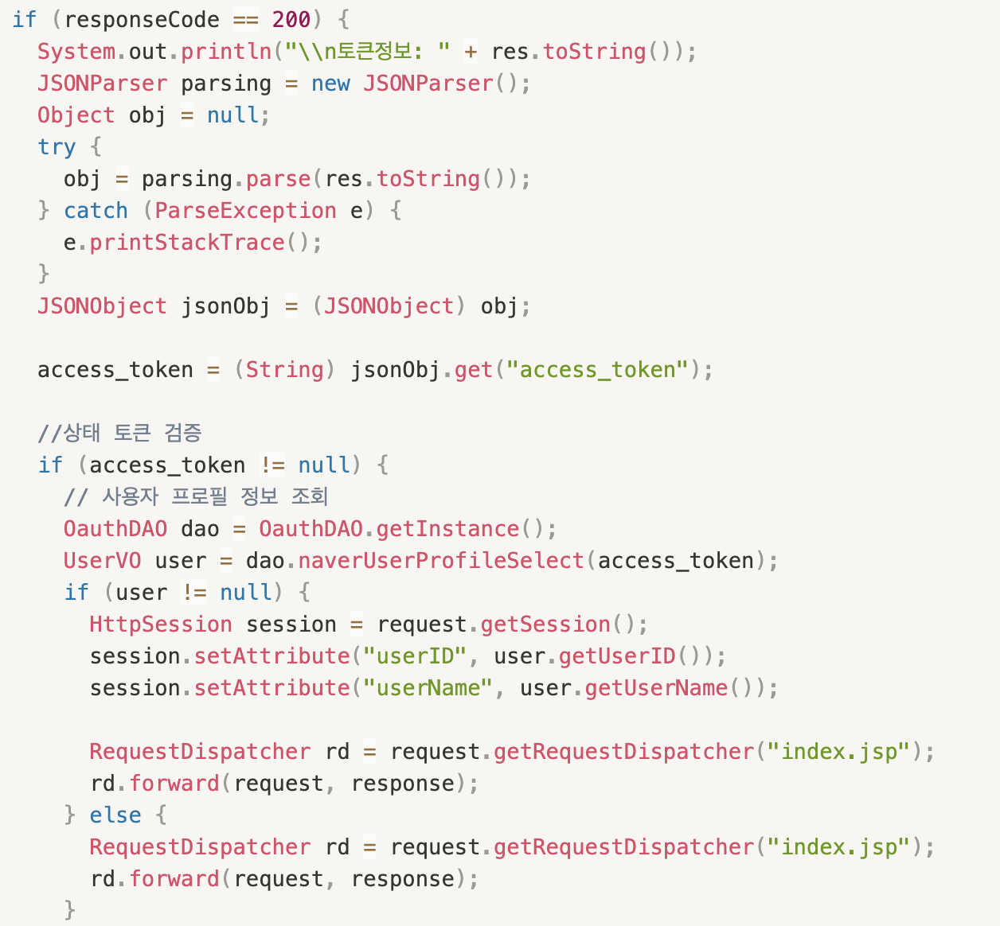 if (responseCode == 200) {
  System.out.println("\\n토큰정보: " + res.toString());
  JSONParser parsing = new JSONParser();
  Object obj = null;
  try {
    obj = parsing.parse(res.toString());
  } catch (ParseException e) {
    e.printStackTrace();
  }
  JSONObject jsonObj = (JSONObject) obj;

  access_token = (String) jsonObj.get("access_token");

  //상태 토큰 검증
  if (access_token != null) {
    // 사용자 프로필 정보 조회
    OauthDAO dao = OauthDAO.getInstance();
    UserVO user = dao.naverUserProfileSelect(access_token);
    if (user != null) {
      HttpSession session = request.getSession();
      session.setAttribute("userID", user.getUserID());
      session.setAttribute("userName", user.getUserName());

      RequestDispatcher rd = request.getRequestDispatcher("index.jsp");
      rd.forward(request, response);
    } else {
      RequestDispatcher rd = request.getRequestDispatcher("index.jsp");
      rd.forward(request, response);
    }